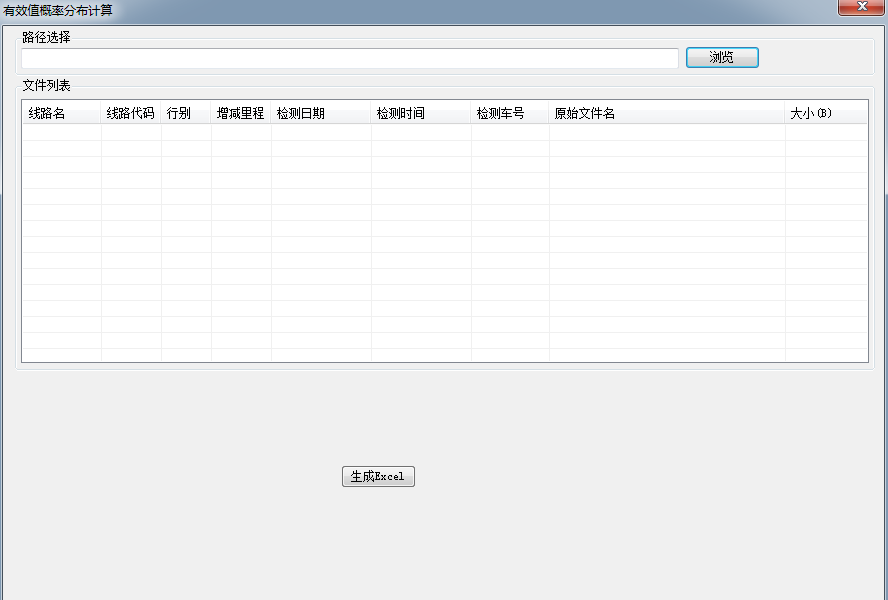 有效值概率分布计算
路径选择
浏览
文件列表
线路名 线路代码 行别 增减里程 检测日期 检测时间 检测车号 原始文件名 大小(B)
生成Excel